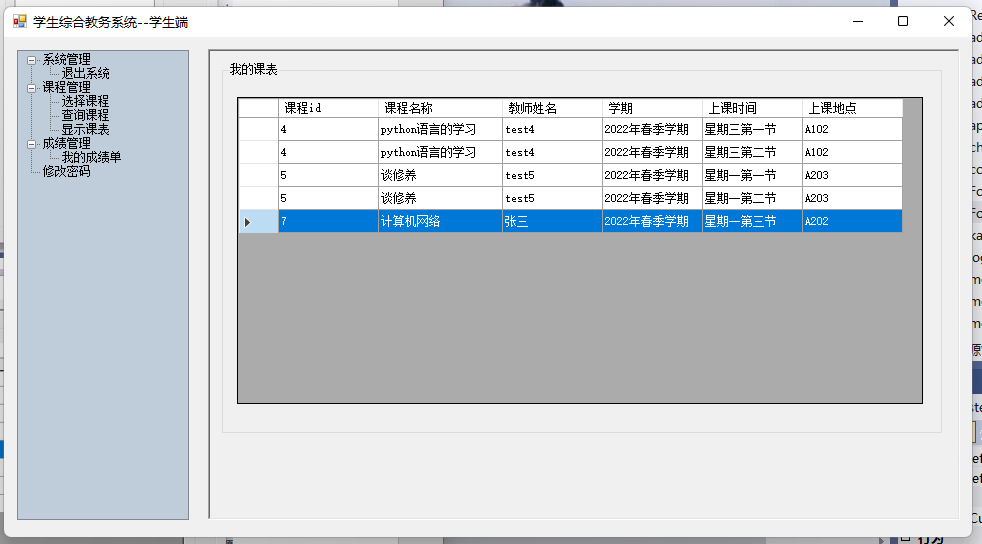 学生综合教务系统--学生端
系统管理
退出系统
课程管理
选择课程
查询课程
显示课表
成绩管理
我的成绩单
修改密码
我的课表
课程id 课程名称 教师姓名 学期 上课时间 上课地点
4 python语言的学习 test4 2022年春季学期 星期三第一节 A102
4 python语言的学习 test4 2022年春季学期 星期三第二节 A102
5 谈修养 test5 2022年春季学期 星期一第一节 A203
5 谈修养 test5 2022年春季学期 星期一第二节 A203
7 计算机网络 张三 2022年春季学期 星期一第三节 A202